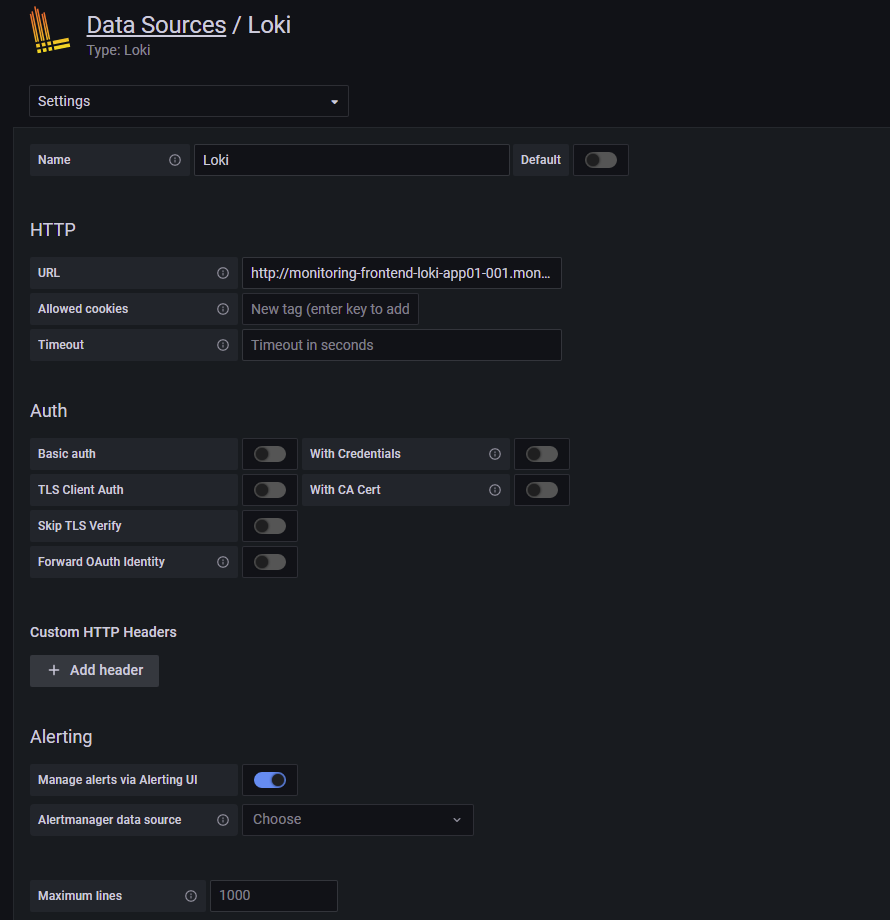 Data Sources / Loki
Type: Loki
Settings
Name Loki Default
HTTP
URL http://monitoring-frontend-loki-app01-001.mon...
Allowed cookies New tag (enter key to add
Timeout Timeout in seconds
Auth
Basic auth With Credentials
TLS Client Auth With CA Cert
Skip TLS Verify
Forward OAuth Identity
Custom HTTP Headers
+ Add header
Alerting
Manage alerts via Alerting UI
Alertmanager data source Choose
Maximum lines 1000